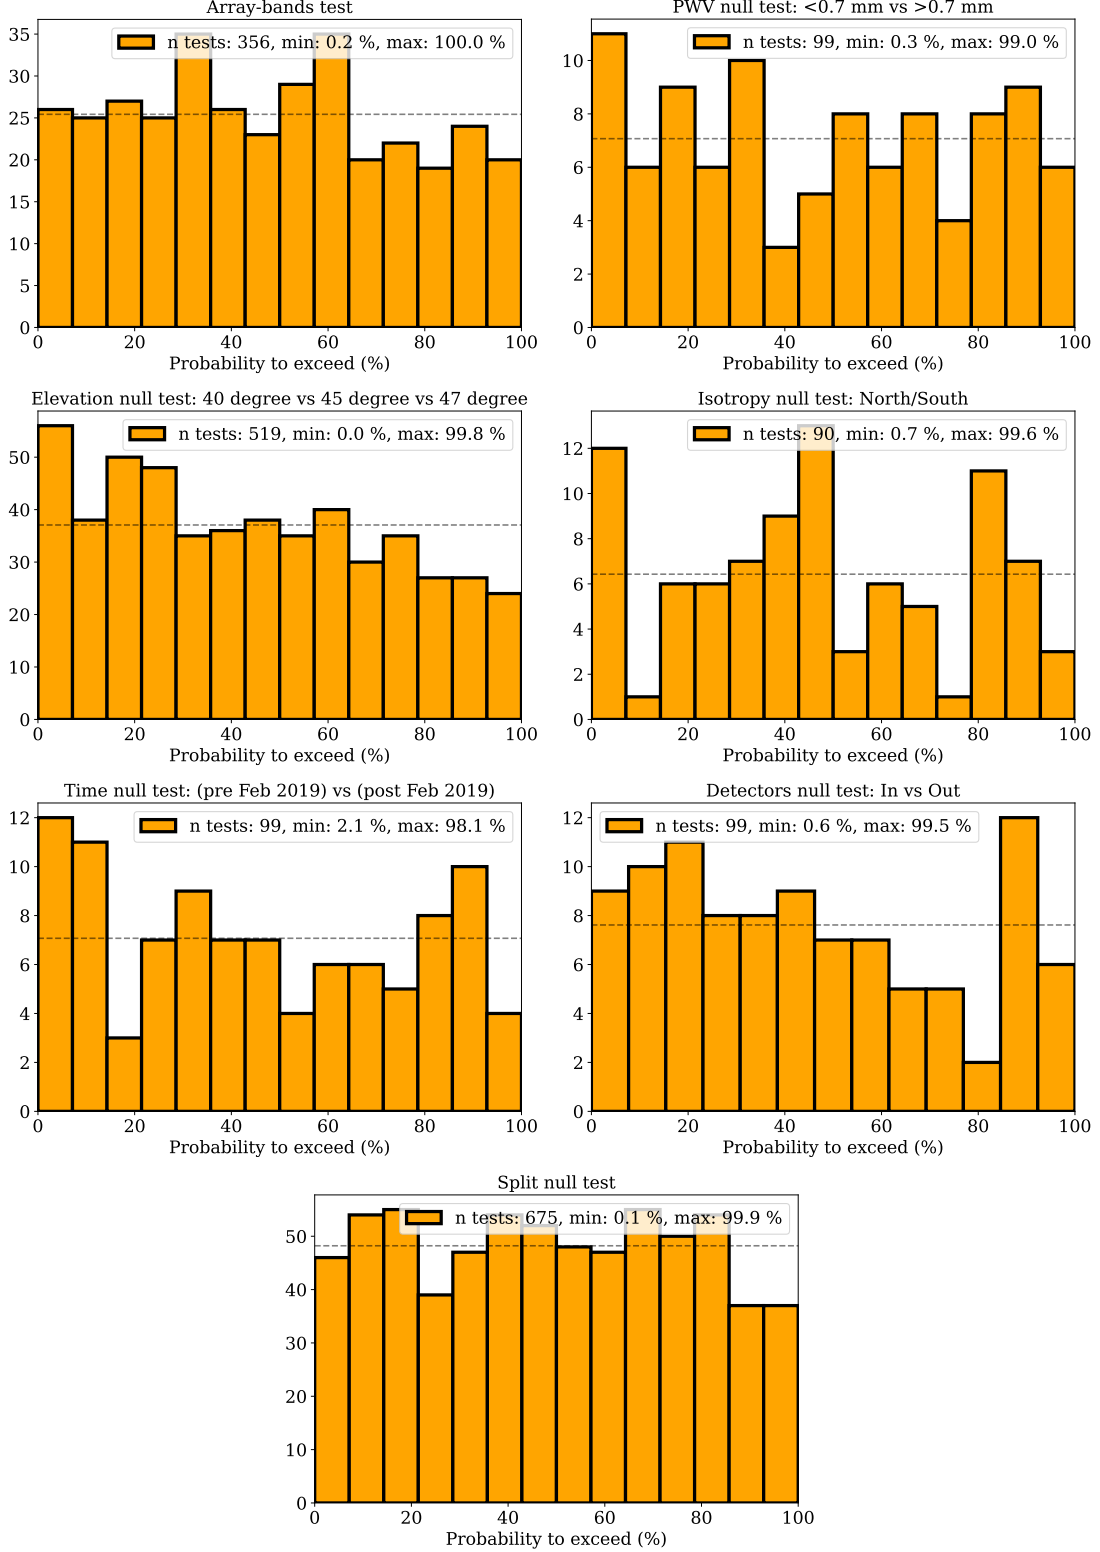 Array-bands test
n tests: 356, min: 0.2 %, max: 100.0 %
35
30
25
20
15
10
5
0
0 20 40 60 80 100
Probability to exceed (%)
PWV null test: <0.7 mm vs >0.7 mm
n tests: 99, min: 0.3 %, max: 99.0 %
10
8
6
4
2
0
0 20 40 60 80 100
Probability to exceed (%)
Elevation null test: 40 degree vs 45 degree vs 47 degree
n tests: 519, min: 0.0 %, max: 99.8 %
50
40
30
20
10
0
0 20 40 60 80 100
Probability to exceed (%)
Isotropy null test: North/South
n tests: 90, min: 0.7 %, max: 99.6 %
12
10
8
6
4
2
0
0 20 40 60 80 100
Probability to exceed (%)
Time null test: (pre Feb 2019) vs (post Feb 2019)
n tests: 99, min: 2.1 %, max: 98.1 %
12
10
8
6
4
2
0
0 20 40 60 80 100
Probability to exceed (%)
Detectors null test: In vs Out
n tests: 99, min: 0.6 %, max: 99.5 %
12
10
8
6
4
2
0
0 20 40 60 80 100
Probability to exceed (%)
Split null test
n tests: 675, min: 0.1 %, max: 99.9 %
50
40
30
20
10
0
0 20 40 60 80 100
Probability to exceed (%)